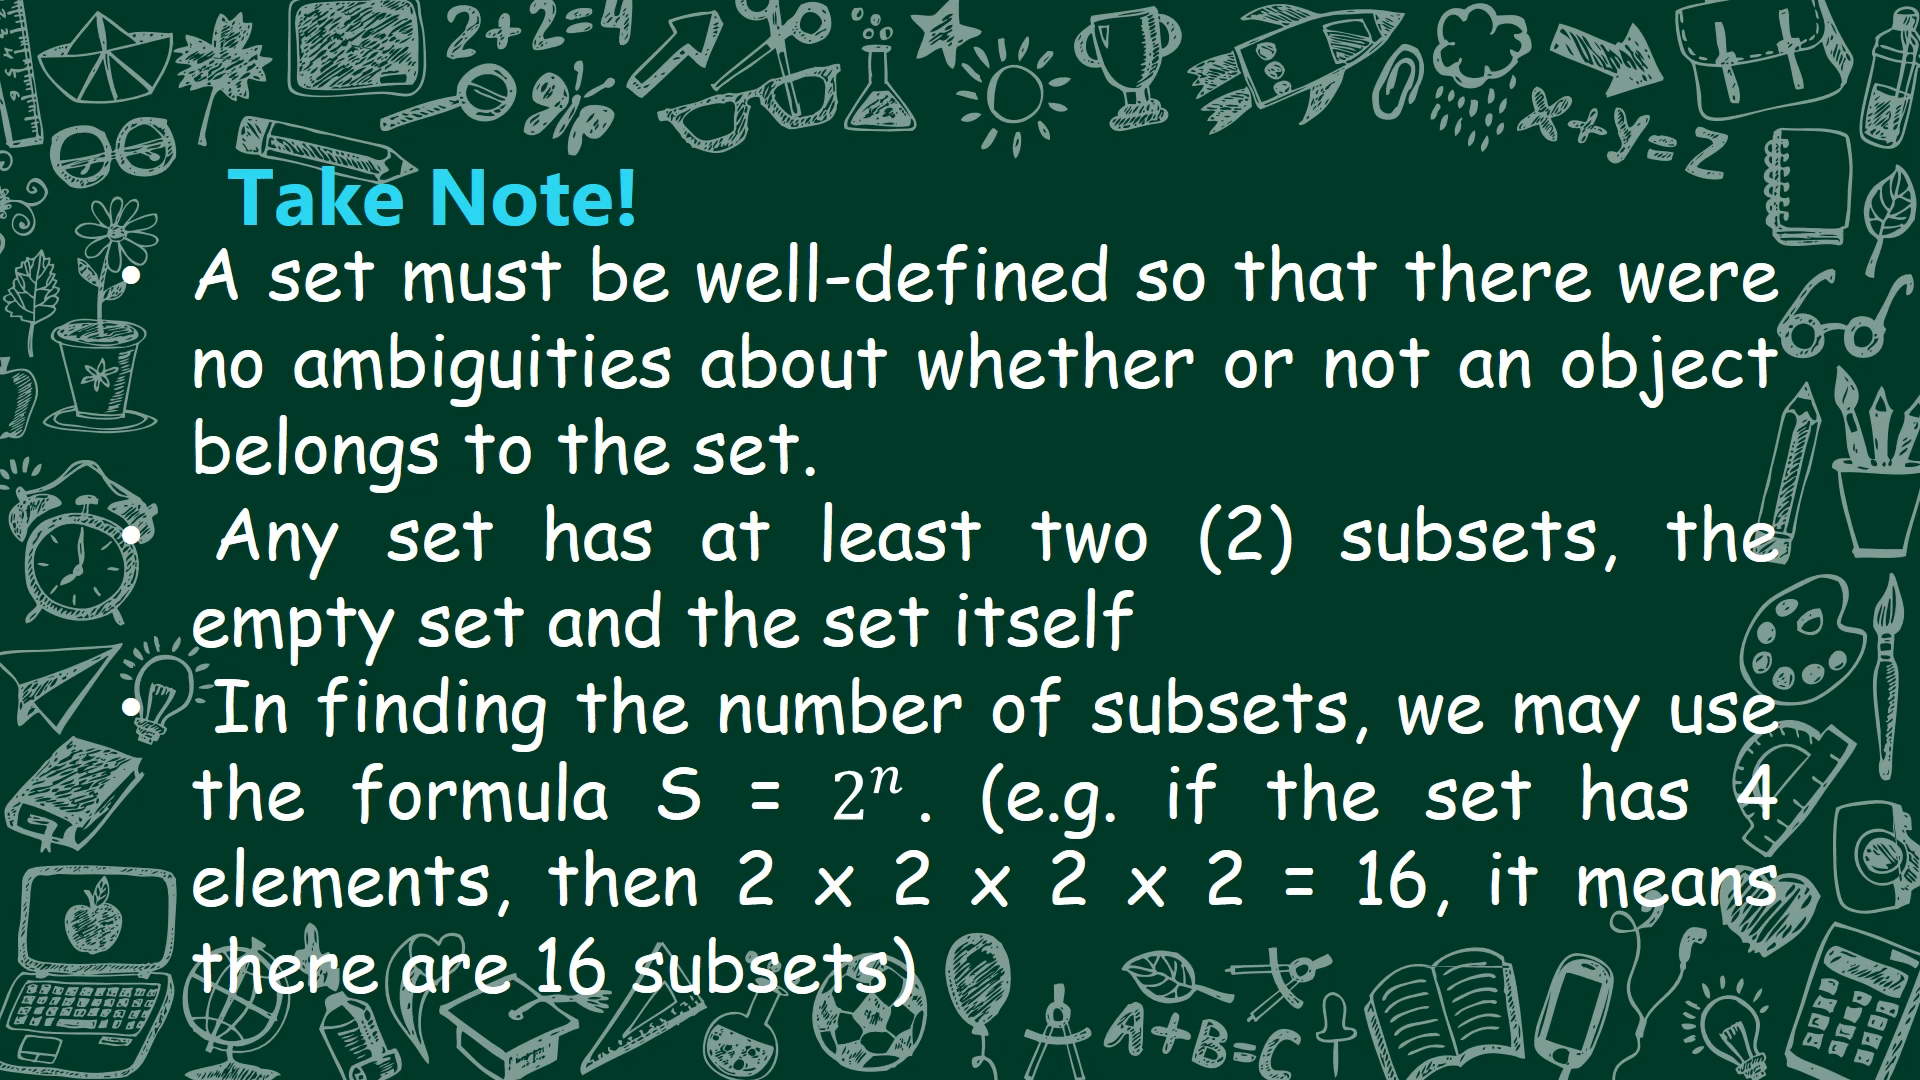 2+2=4
%
x+y=z
Take Note!
• A set must be well-defined so that there were
no ambiguities about whether or not an object
belongs to the set.
• Any set has at least two (2) subsets, the
empty set and the set itself
• In finding the number of subsets, we may use
the formula S = 2ⁿ. (e.g. if the set has 4
elements, then 2 x 2 x 2 x 2 = 16, it means
there are 16 subsets)
A+B=C